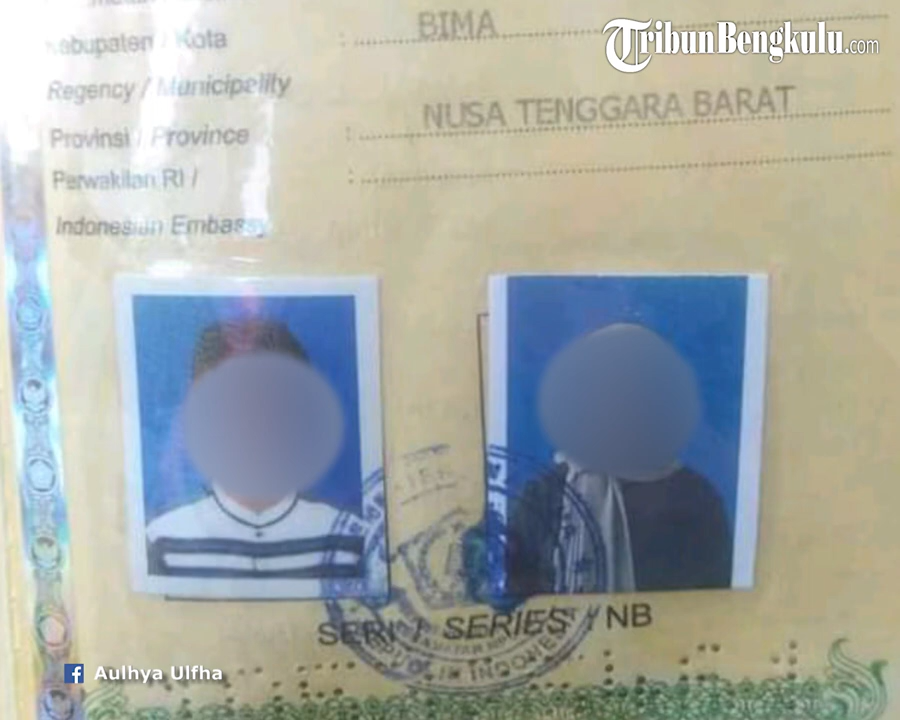 TribunBengkulu.com
Kabupaten / Kota : BIMA
Regency / Municipality
Provinsi / Province : NUSA TENGGARA BARAT
Perwakilan RI / :
Indonesian Embassy
SERI / SERIES : NB
Aulhya Ulfha